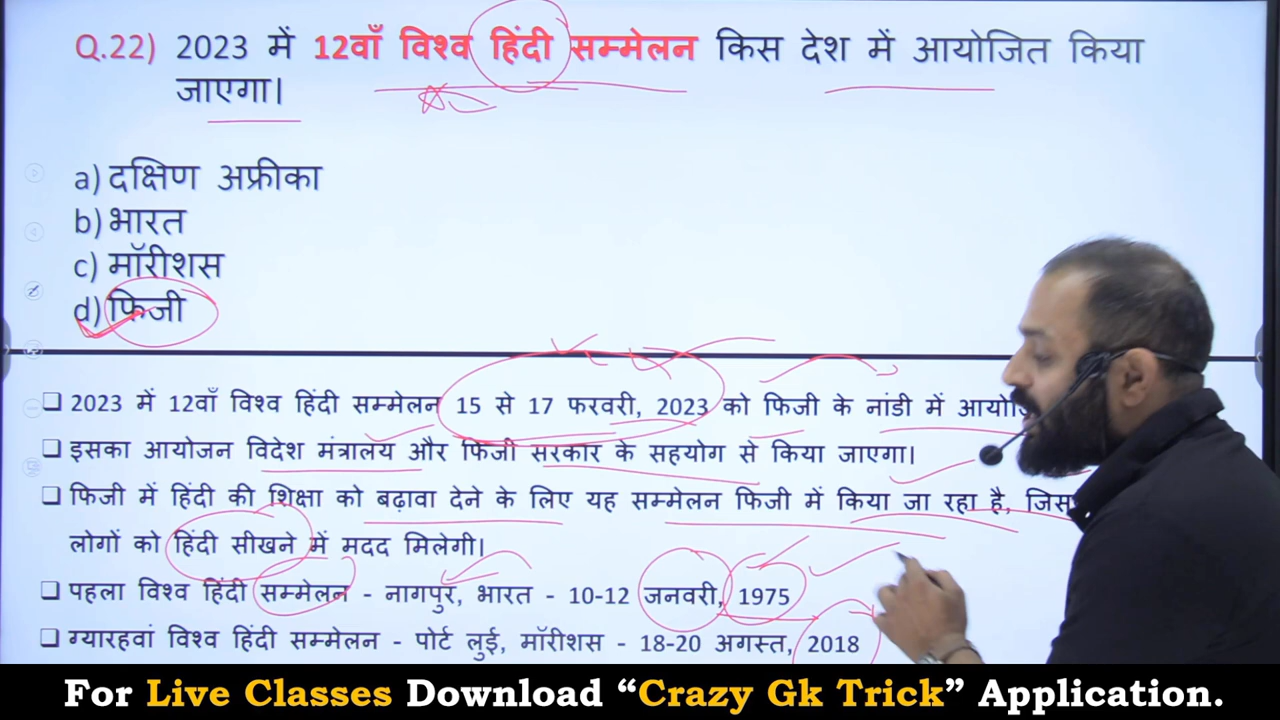 Q.22) 2023 में 12वाँ विश्व हिंदी सम्मेलन किस देश में आयोजित किया
जाएगा।
a) दक्षिण अफ्रीका
b) भारत
c) मॉरीशस
d) फिजी
❑ 2023 में 12वाँ विश्व हिंदी सम्मेलन 15 से 17 फरवरी, 2023 को फिजी के नांडी में
❑ इसका आयोजन विदेश मंत्रालय और फिजी सरकार के सहयोग से किया जाएगा।
❑ फिजी में हिंदी की शिक्षा को बढ़ावा देने के लिए यह सम्मेलन फिजी में किया जा रहा है,
लोगों को हिंदी सीखने में मदद मिलेगी।
❑ पहला विश्व हिंदी सम्मेलन - नागपुर, भारत - 10-12 जनवरी, 1975
❑ ग्यारहवां विश्व हिंदी सम्मेलन - पोर्ट लुई, मॉरीशस - 18-20 अगस्त, 2018
For Live Classes Download “Crazy Gk Trick” Application.